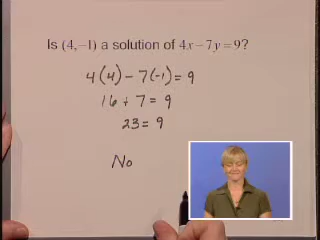 Is (4, –1) a solution of 4x – 7y = 9?
4(4) – 7(-1) = 9
16 + 7 = 9
23 = 9
No